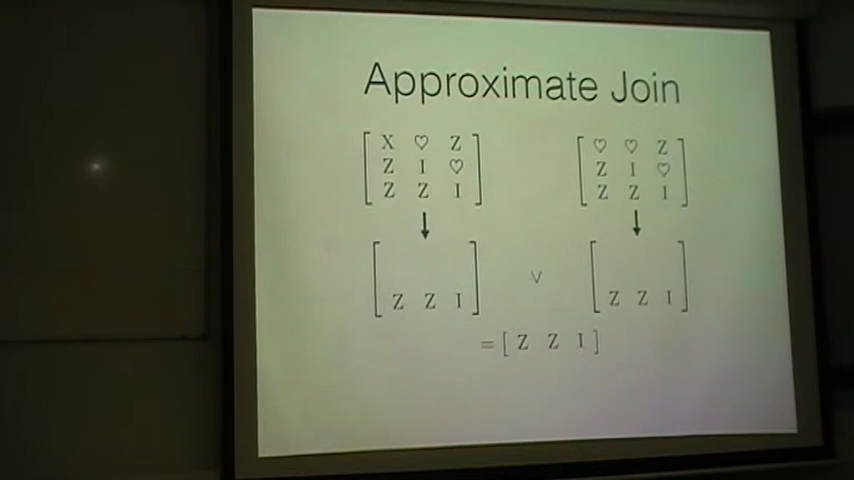 Approximate Join
[ X ♡ Z ] [ ♡ ♡ Z ]
[ Z I ♡ ] [ Z I ♡ ]
[ Z Z I ] [ Z Z I ]
↓ ↓
[ Z Z I ] ∨ [ Z Z I ]
= [ Z Z I ]